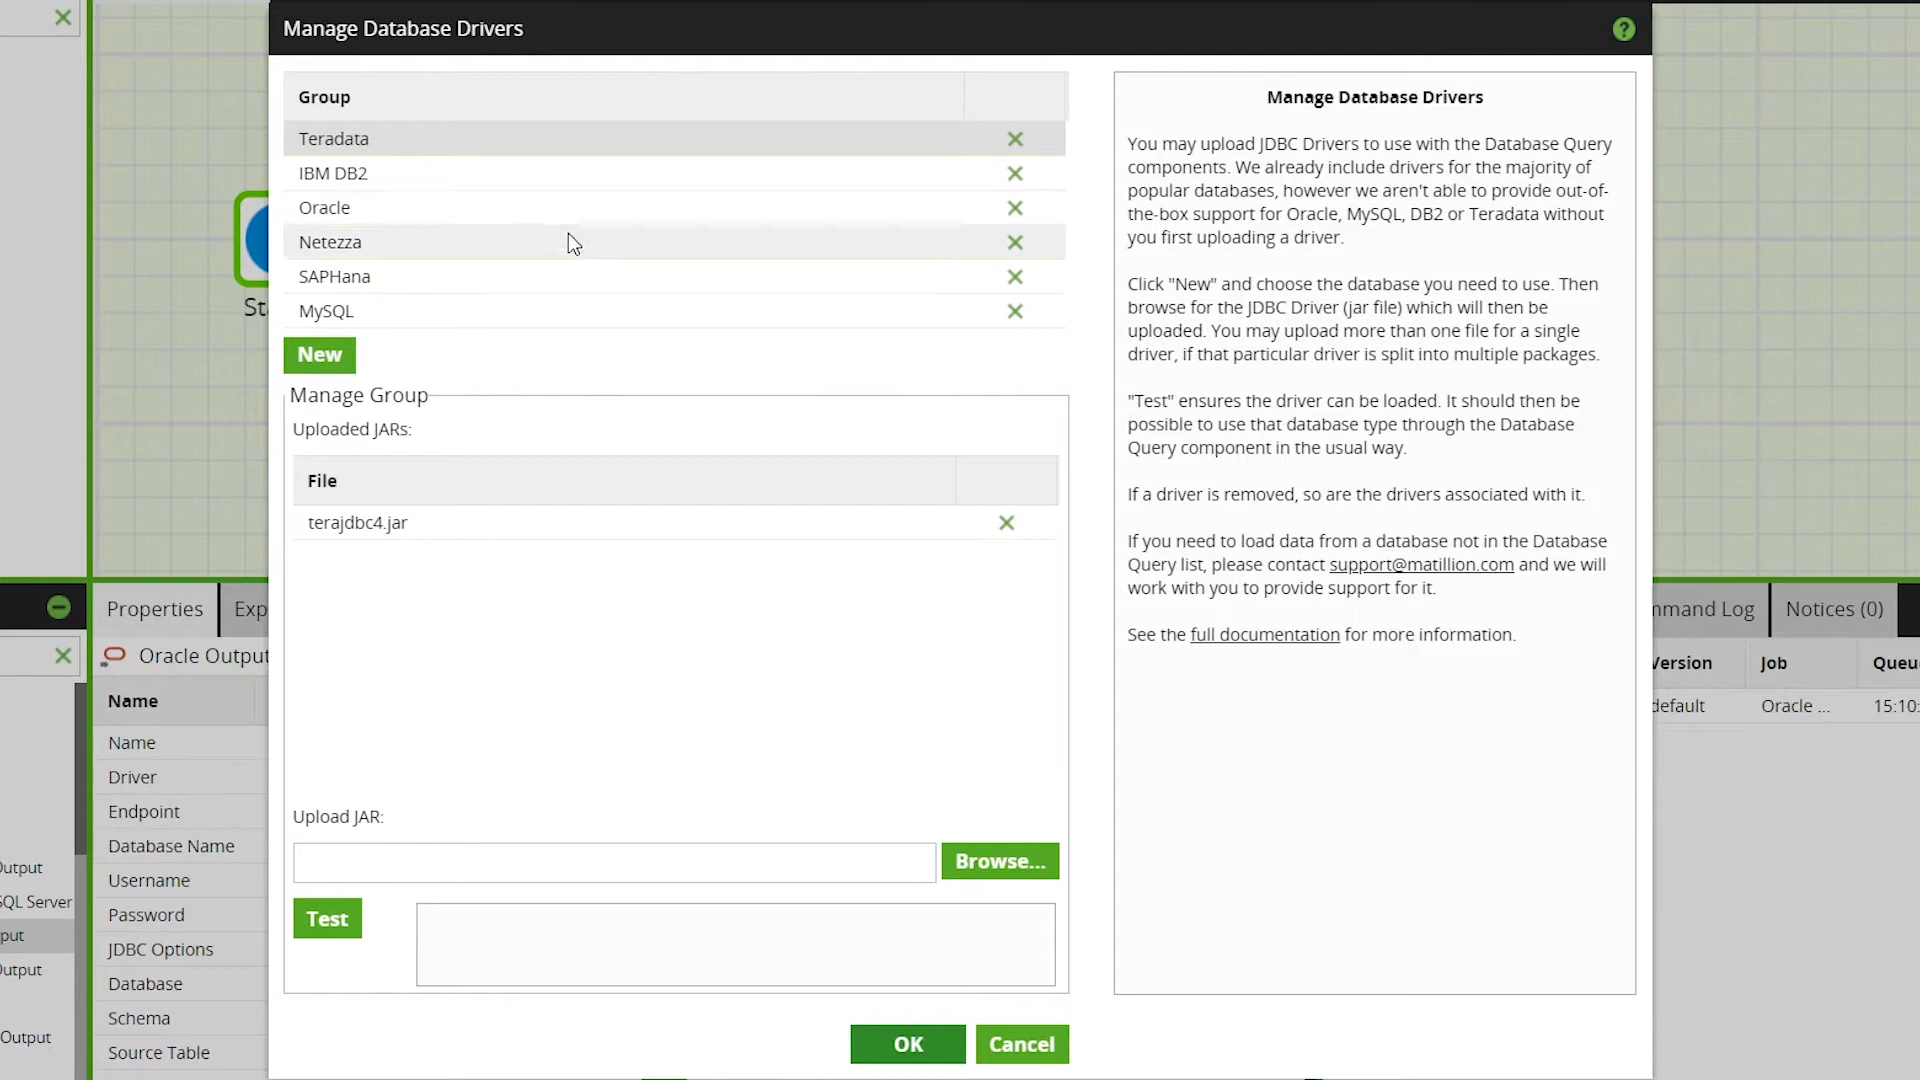 Manage Database Drivers
Group
Teradata
IBM DB2
Oracle
Netezza
SAPHana
MySQL
New
Manage Group
Uploaded JARs:
File
terajdbc4.jar
Upload JAR:
Browse...
Test
OK
Cancel
Manage Database Drivers
You may upload JDBC Drivers to use with the Database Query
components. We already include drivers for the majority of
popular databases, however we aren't able to provide out-of-
the-box support for Oracle, MySQL, DB2 or Teradata without
you first uploading a driver.
Click "New" and choose the database you need to use. Then
browse for the JDBC Driver (jar file) which will then be
uploaded. You may upload more than one file for a single
driver, if that particular driver is split into multiple packages.
"Test" ensures the driver can be loaded. It should then be
possible to use that database type through the Database
Query component in the usual way.
If a driver is removed, so are the drivers associated with it.
If you need to load data from a database not in the Database
Query list, please contact support@matillion.com and we will
work with you to provide support for it.
See the full documentation for more information.
Sta
Properties
Exp
Oracle Output
Name
Name
Driver
Endpoint
Database Name
Username
Password
JDBC Options
Database
Schema
Source Table
Output
SQL Server
put
Output
Output
mmand Log
Notices (0)
Version
Job
Queu
default
Oracle ...
15:10: